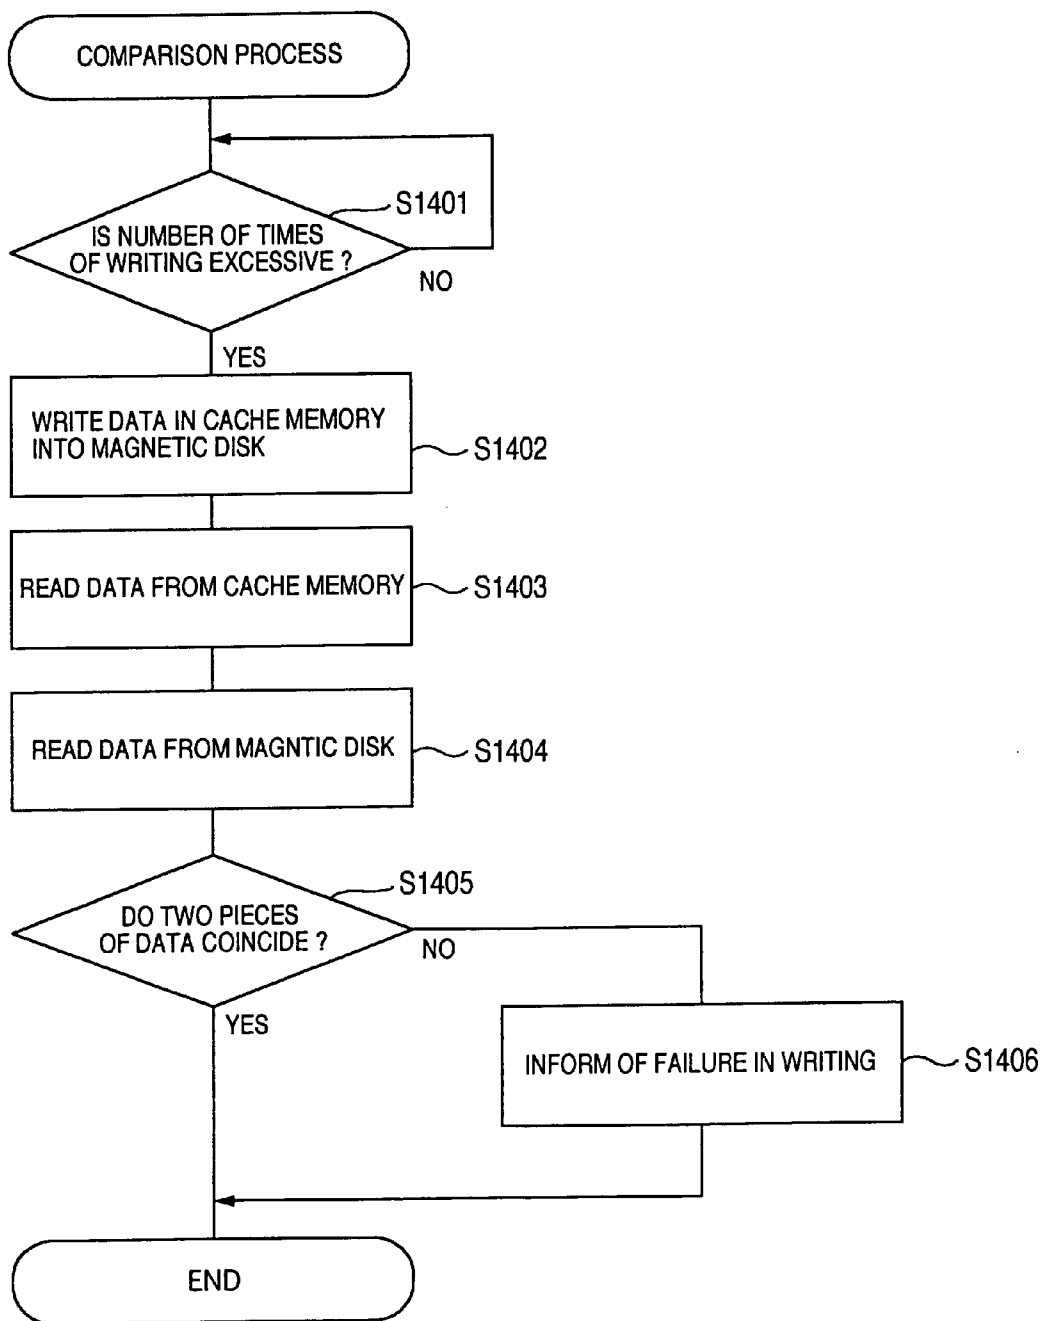 COMPARISON PROCESS
S1401
IS NUMBER OF TIMES
OF WRITING EXCESSIVE ?
NO
YES
WRITE DATA IN CACHE MEMORY
INTO MAGNETIC DISK
S1402
READ DATA FROM CACHE MEMORY
S1403
READ DATA FROM MAGNTIC DISK
S1404
S1405
DO TWO PIECES
OF DATA COINCIDE ?
NO
YES
INFORM OF FAILURE IN WRITING
S1406
END